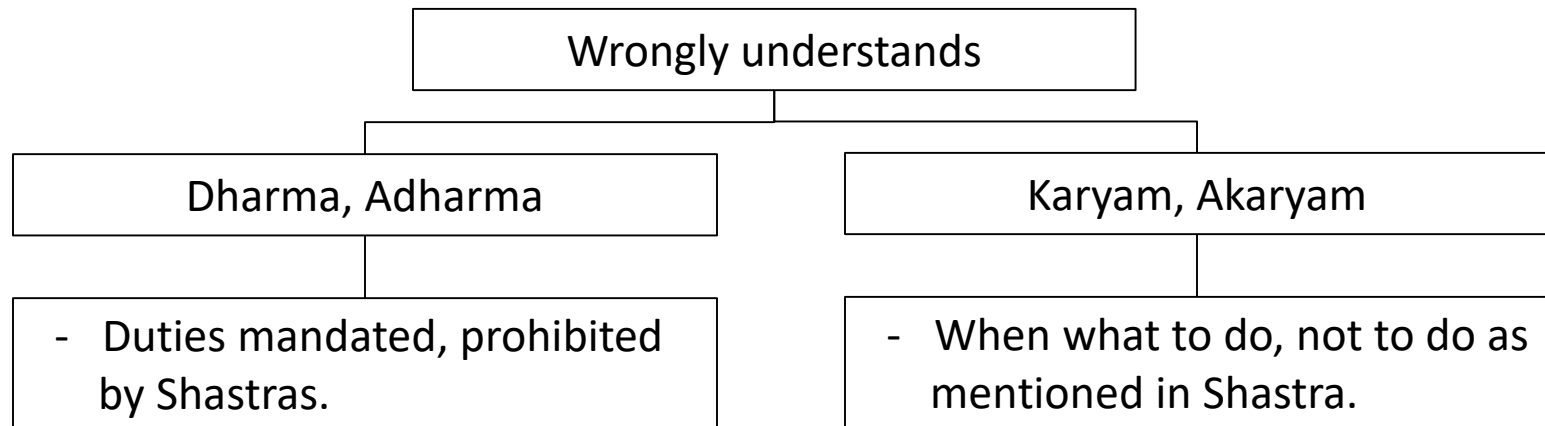 Wrongly understands
Dharma, Adharma
Karyam, Akaryam
- Duties mandated, prohibited
by Shastras.
- When what to do, not to do as
mentioned in Shastra.